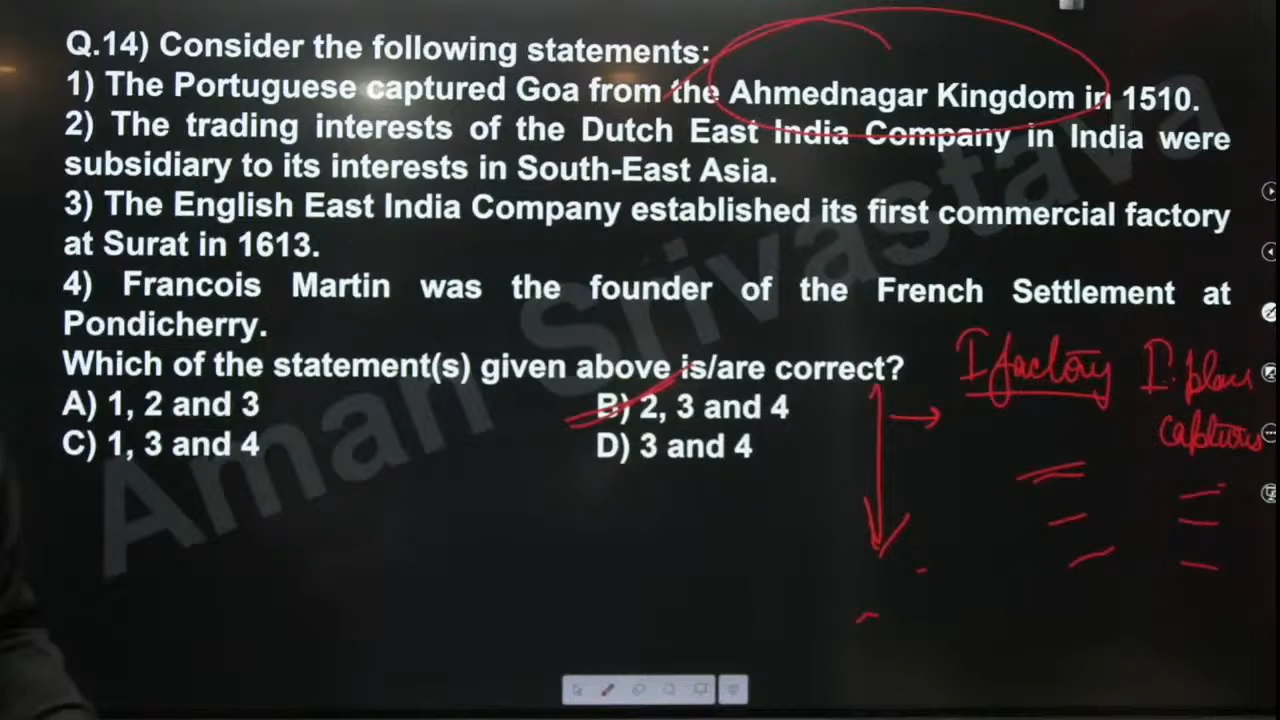 Q.14) Consider the following statements:
1) The Portuguese captured Goa from the Ahmednagar Kingdom in 1510.
2) The trading interests of the Dutch East India Company in India were
subsidiary to its interests in South-East Asia.
3) The English East India Company established its first commercial factory
at Surat in 1613.
4) Francois Martin was the founder of the French Settlement at
Pondicherry.
Which of the statement(s) given above is/are correct?
A) 1, 2 and 3 B) 2, 3 and 4
C) 1, 3 and 4 D) 3 and 4
I factory I place
capture
Aman Srivastava